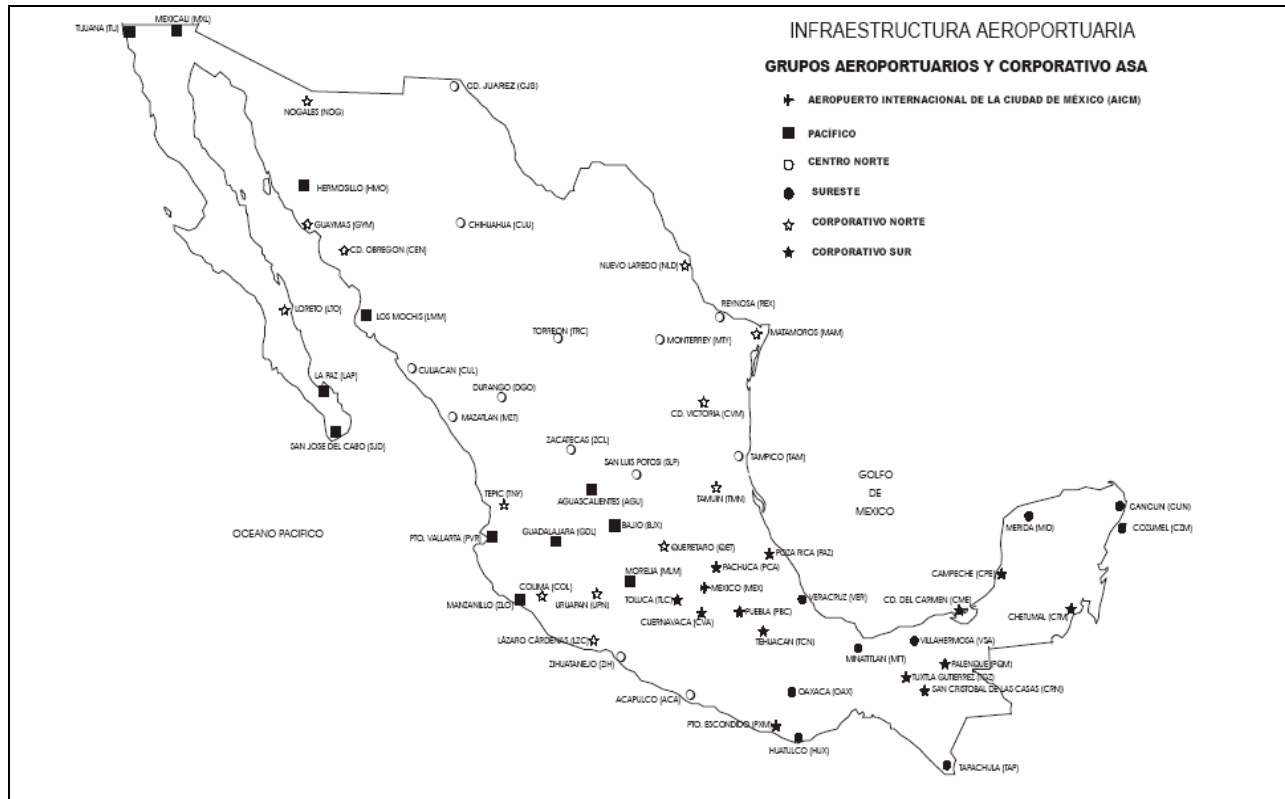 INFRAESTRUCTURA AEROPORTUARIA
GRUPOS AEROPORTUARIOS Y CORPORATIVO ASA
AEROPUERTO INTERNACIONAL DE LA CIUDAD DE MÉXICO (AICM)
PACÍFICO
CENTRO NORTE
SURESTE
CORPORATIVO NORTE
CORPORATIVO SUR
MEXICALI (MXL)
TIJUANA (TIJ)
CD. JUAREZ (CJS)
NOGALES (NOG)
HERMOSILLO (HMO)
GUAYMAS (GYM)
CHIHUAHUA (CUU)
CD. OBREGON (CEN)
NUEVO LAREDO (NLD)
LORETO (LTO)
LOS MOCHIS (LMM)
REYNOSA (REX)
TORREON (TRC)
MONTERREY (MTY)
MATAMOROS (MAM)
CULIACAN (CUL)
LA PAZ (LAP)
DURANGO (DGO)
MAZATLAN (MZT)
CD. VICTORIA (CVM)
SAN JOSE DEL CABO (SJD)
ZACATECAS (ZCL)
SAN LUIS POTOSI (SLP)
TAMPICO (TAM)
GOLFO
DE
MEXICO
TEPIC (TNY)
AGUASCALIENTES (AGU)
TAMUIN (TMN)
CANCUN (CUN)
MERIDA (MID)
COZUMEL (CZM)
OCEANO PACIFICO
PTO. VALLARTA (PVR)
GUADALAJARA (GDL)
BAJIO (BJX)
QUERETARO (QET)
POZA RICA (PAZ)
PACHUCA (PCA)
MORELIA (MLM)
CAMPECHE (CPE)
COLIMA (COL)
MEXICO (MEX)
MANZANILLO (ZLO)
URUAPAN (UPN)
TOLUCA (TLC)
VERACRUZ (VER)
CD. DEL CARMEN (CME)
PUEBLA (PBC)
CHETUMAL (CTM)
CUERNAVACA (CVA)
LÁZARO CÁRDENAS (LZC)
TEHUACAN (TCN)
VILLAHERMOSA (VSA)
ZIHUATANEJO (ZIH)
MINATITLAN (MTT)
PALENQUE (PQM)
TUXTLA GUTIERREZ (TGZ)
SAN CRISTOBAL DE LAS CASAS (CRN)
ACAPULCO (ACA)
OAXACA (OAX)
PTO. ESCONDIDO (PXM)
HUATULCO (HUX)
TAPACHULA (TAP)